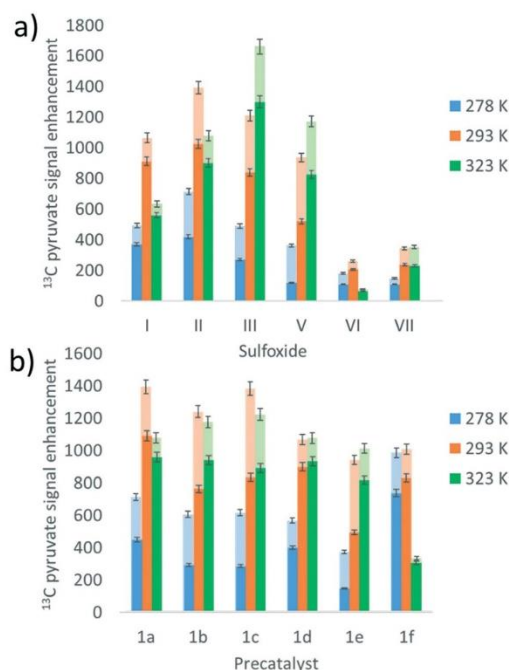 a)
1800
1600
1400
1200
1000
800
600
400
200
0
¹³C pyruvate signal enhancement
I II III V VI VII
Sulfoxide
278 K
293 K
323 K
b)
1600
1400
1200
1000
800
600
400
200
0
¹³C pyruvate signal enhancement
1a 1b 1c 1d 1e 1f
Precatalyst
278 K
293 K
323 K